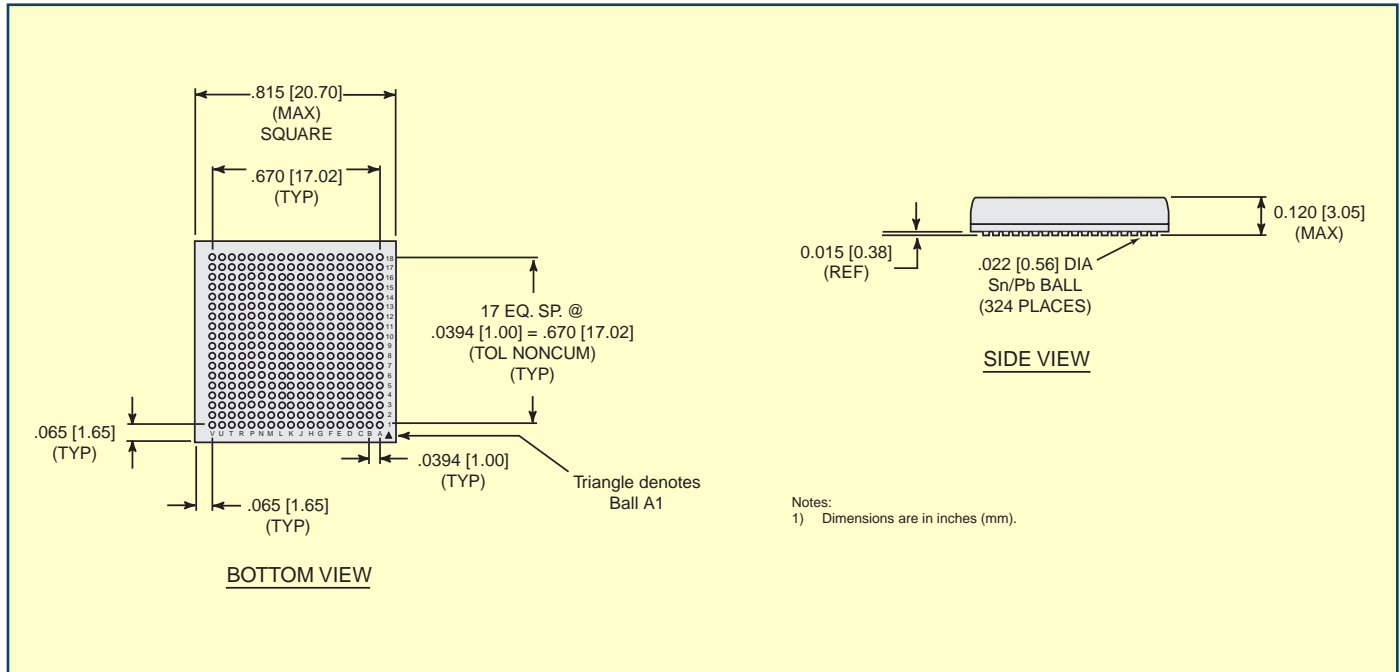 .815 [20.70]
(MAX)
SQUARE
.670 [17.02]
(TYP)
18
17
16
15
14
13
12
11
10
9
8
7
6
5
4
3
2
1
V U T R P N M L K J H G F E D C B A
17 EQ. SP. @
.0394 [1.00] = .670 [17.02]
(TOL NONCUM)
(TYP)
.065 [1.65]
(TYP)
.0394 [1.00]
(TYP)
Triangle denotes
Ball A1
.065 [1.65]
(TYP)
BOTTOM VIEW
0.120 [3.05]
(MAX)
0.015 [0.38]
(REF)
.022 [0.56] DIA
Sn/Pb BALL
(324 PLACES)
SIDE VIEW
Notes:
1) Dimensions are in inches (mm).